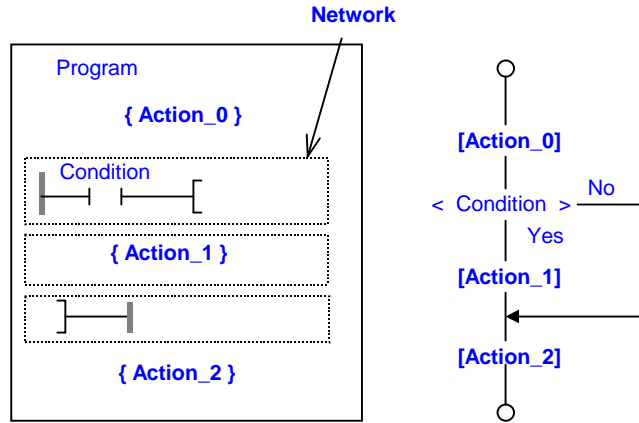 Network
Program
{ Action_0 }
Condition
{ Action_1 }
{ Action_2 }
[Action_0]
< Condition > No
Yes
[Action_1]
[Action_2]